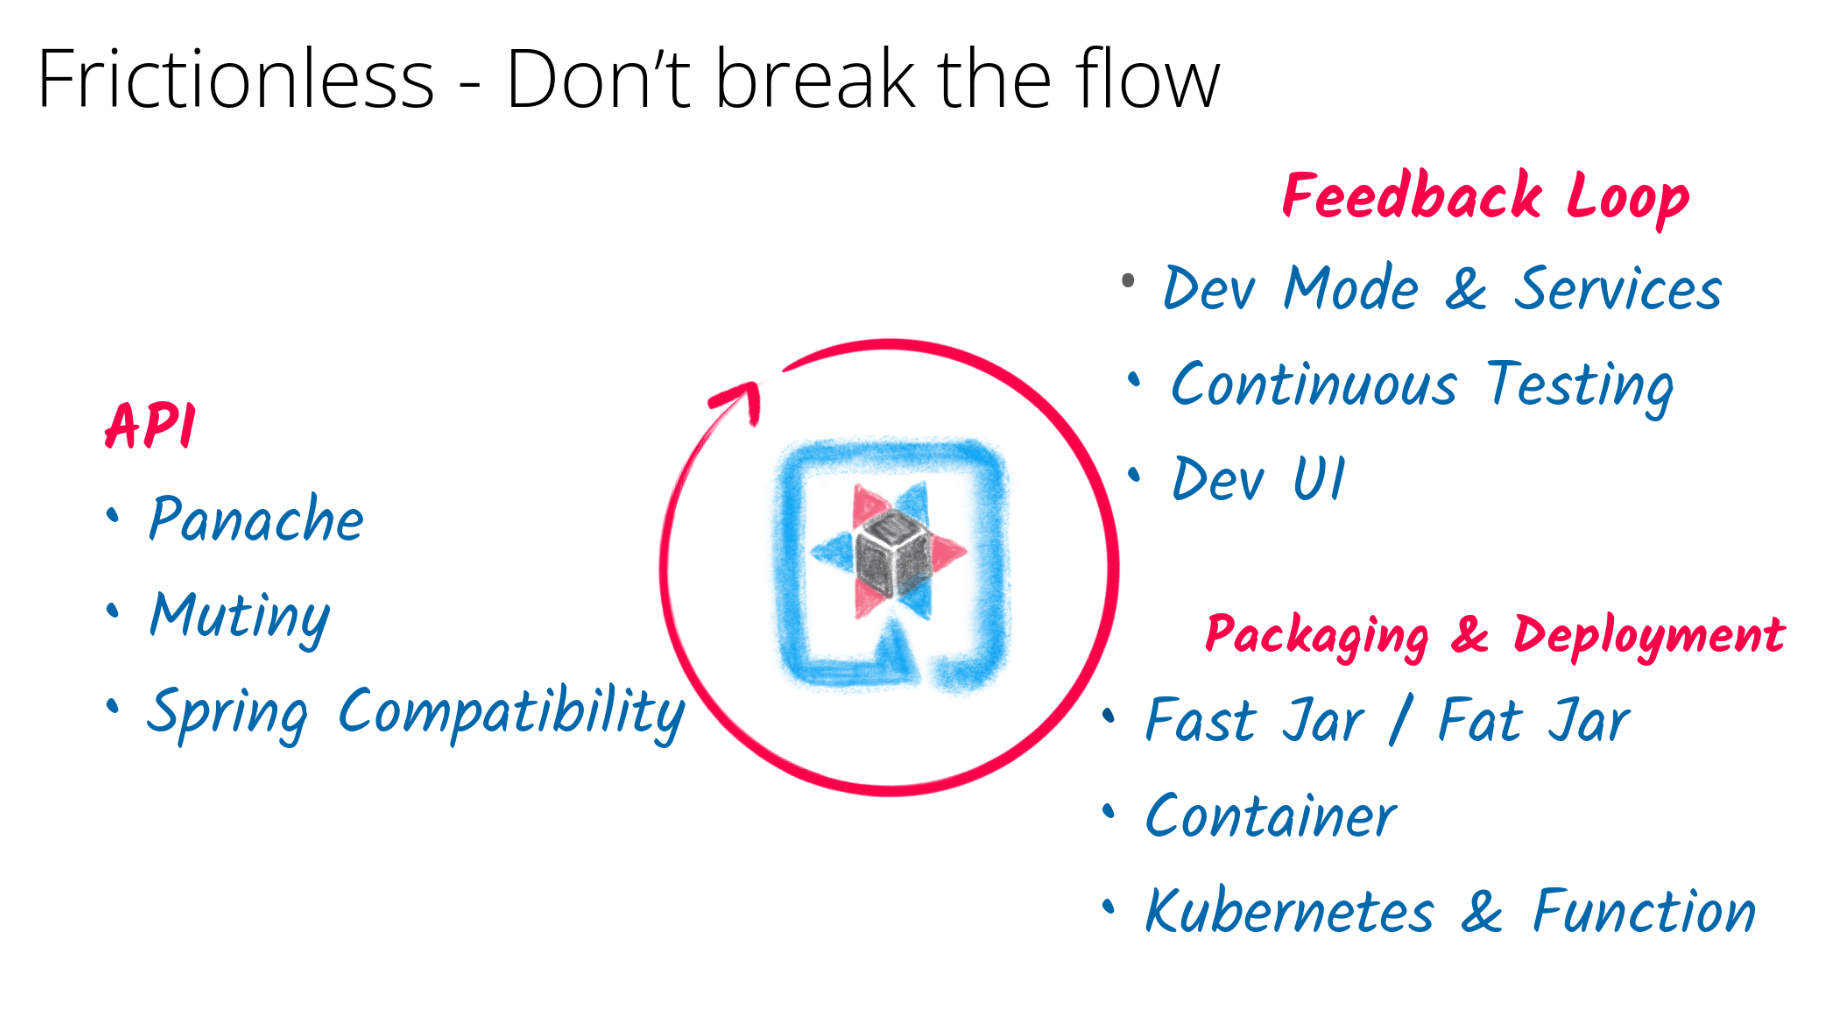 Frictionless - Don’t break the flow
API
• Panache
• Mutiny
• Spring Compatibility
Feedback Loop
• Dev Mode & Services
• Continuous Testing
• Dev UI
Packaging & Deployment
• Fast Jar / Fat Jar
• Container
• Kubernetes & Function